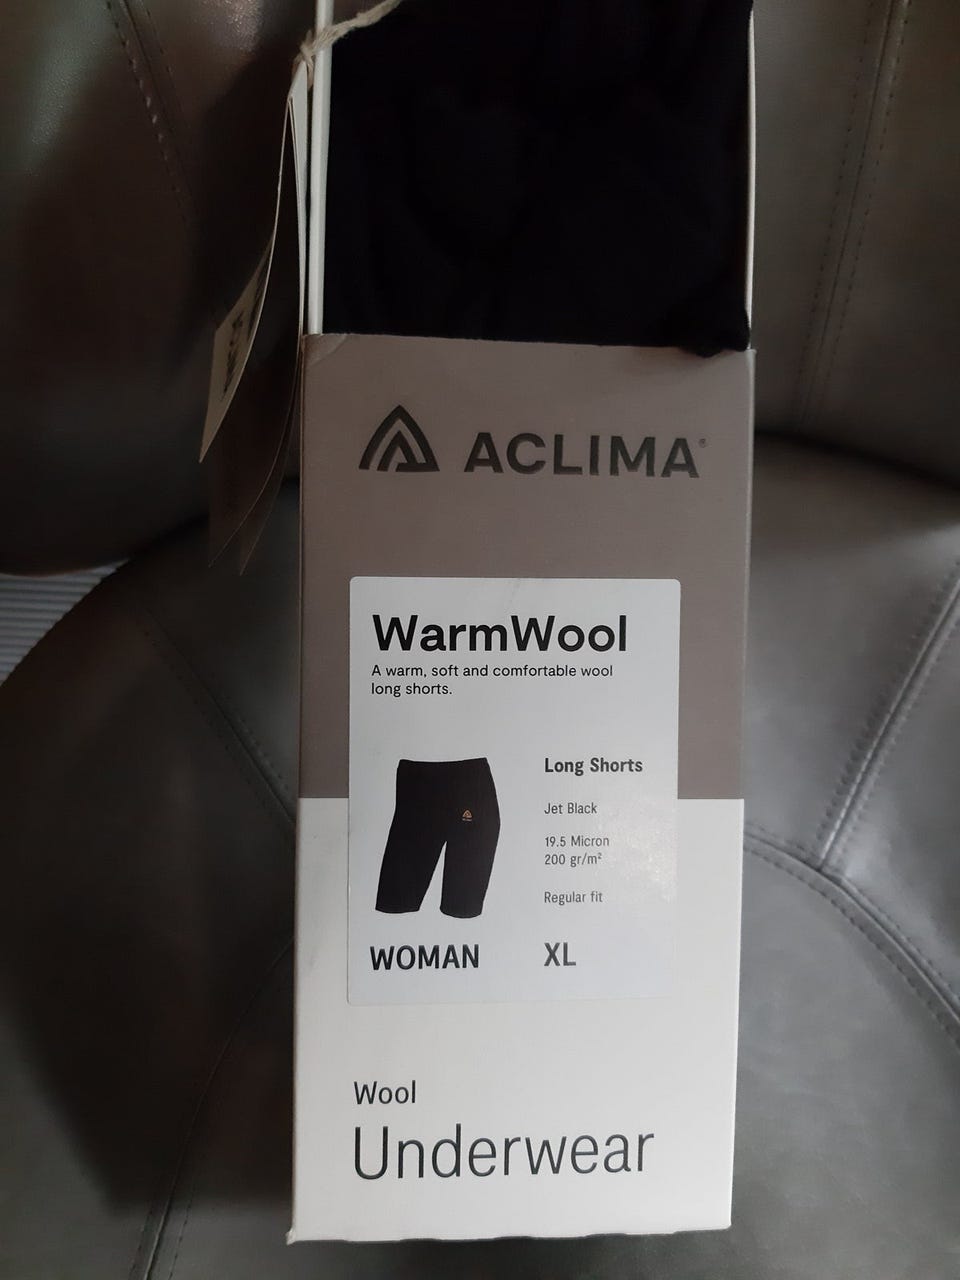 ACLIMA®
WarmWool
A warm, soft and comfortable wool
long shorts.
Long Shorts
Jet Black
19.5 Micron
200 gr/m²
Regular fit
WOMAN
XL
Wool
Underwear